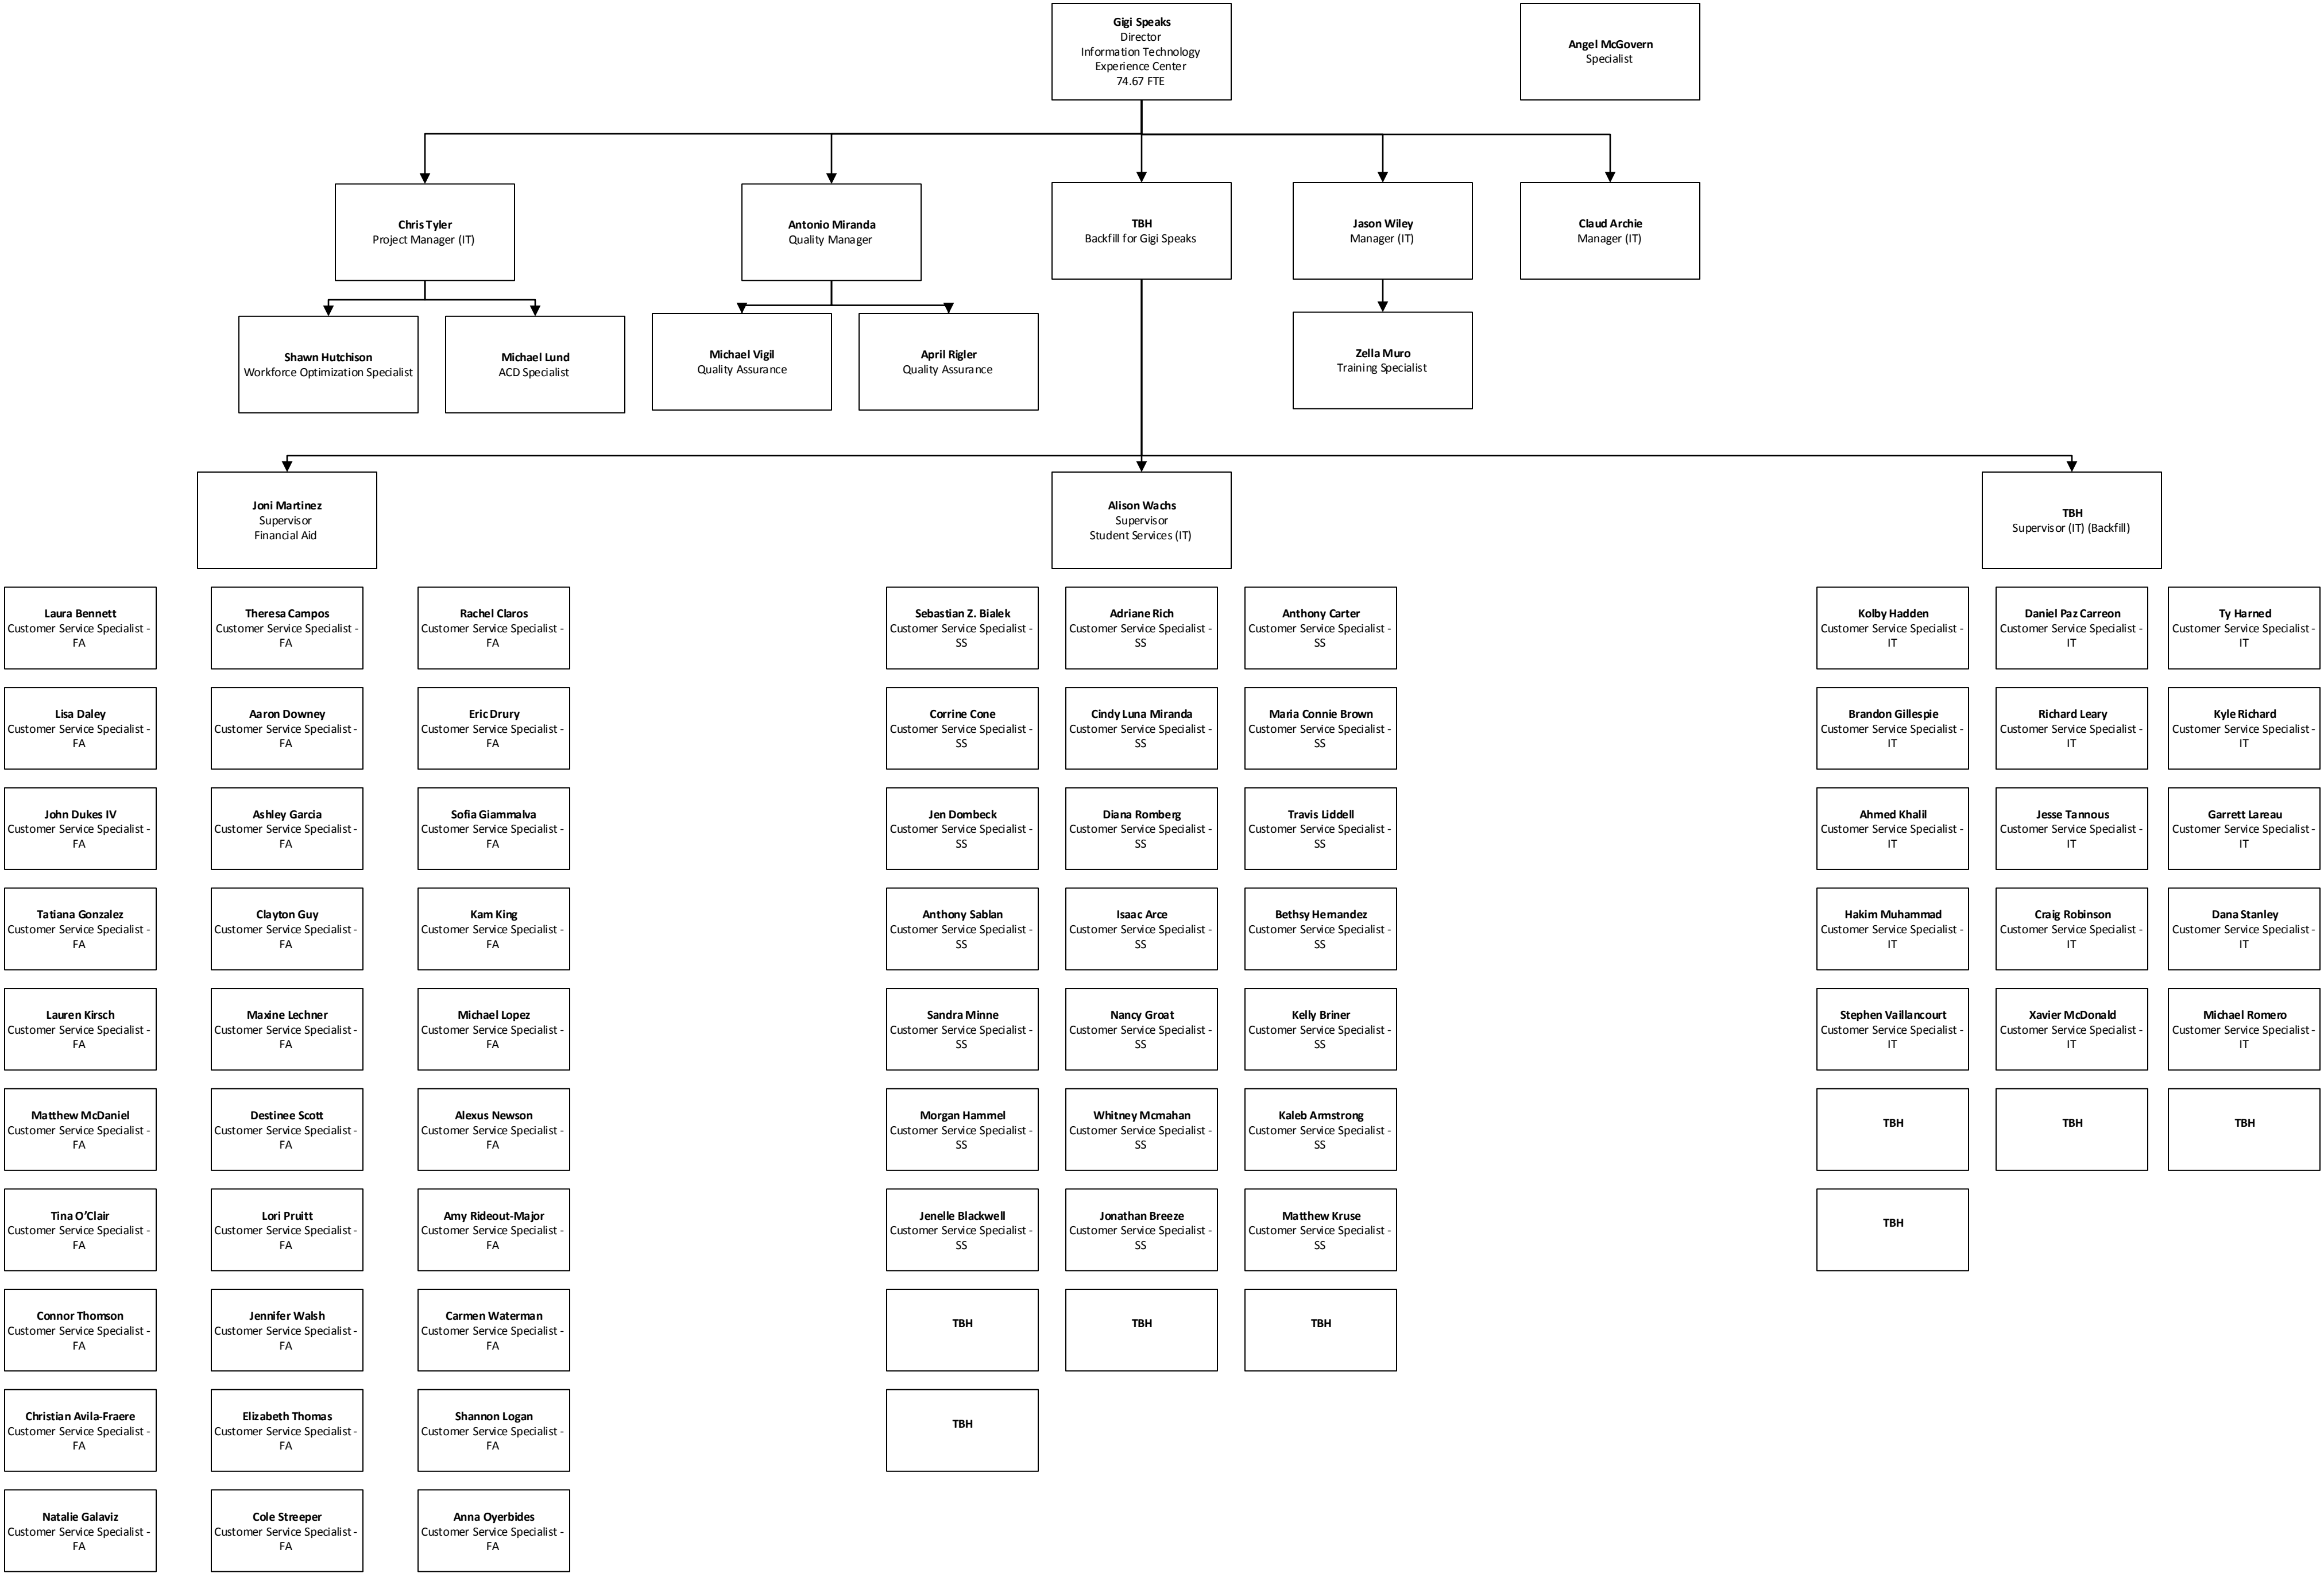 Gigi Speaks
Director
Information Technology
Experience Center
74.67 FTE
Angel McGovern
Specialist
Chris Tyler
Project Manager (IT)
Antonio Miranda
Quality Manager
TBH
Backfill for Gigi Speaks
Jason Wiley
Manager (IT)
Claud Archie
Manager (IT)
Shawn Hutchison
Workforce Optimization Specialist
Michael Lund
ACD Specialist
Michael Vigil
Quality Assurance
April Rigler
Quality Assurance
Zella Muro
Training Specialist
Joni Martinez
Supervisor
Financial Aid
Alison Wachs
Supervisor
Student Services (IT)
TBH
Supervisor (IT) (Backfill)
Laura Bennett
Customer Service Specialist -
FA
Theresa Campos
Customer Service Specialist -
FA
Rachel Claros
Customer Service Specialist -
FA
Sebastian Z. Bialek
Customer Service Specialist -
SS
Adriane Rich
Customer Service Specialist -
SS
Anthony Carter
Customer Service Specialist -
SS
Kolby Hadden
Customer Service Specialist -
IT
Daniel Paz Carreon
Customer Service Specialist -
IT
Ty Harned
Customer Service Specialist -
IT
Lisa Daley
Customer Service Specialist -
FA
Aaron Downey
Customer Service Specialist -
FA
Eric Drury
Customer Service Specialist -
FA
Corrine Cone
Customer Service Specialist -
SS
Cindy Luna Miranda
Customer Service Specialist -
SS
Maria Connie Brown
Customer Service Specialist -
SS
Brandon Gillespie
Customer Service Specialist -
IT
Richard Leary
Customer Service Specialist -
IT
Kyle Richard
Customer Service Specialist -
IT
John Dukes IV
Customer Service Specialist -
FA
Ashley Garcia
Customer Service Specialist -
FA
Sofia Giammalva
Customer Service Specialist -
FA
Jen Dombeck
Customer Service Specialist -
SS
Diana Romberg
Customer Service Specialist -
SS
Travis Liddell
Customer Service Specialist -
SS
Ahmed Khalil
Customer Service Specialist -
IT
Jesse Tannous
Customer Service Specialist -
IT
Garrett Lareau
Customer Service Specialist -
IT
Tatiana Gonzalez
Customer Service Specialist -
FA
Clayton Guy
Customer Service Specialist -
FA
Kam King
Customer Service Specialist -
FA
Anthony Sablan
Customer Service Specialist -
SS
Isaac Arce
Customer Service Specialist -
SS
Bethsy Hernandez
Customer Service Specialist -
SS
Hakim Muhammad
Customer Service Specialist -
IT
Craig Robinson
Customer Service Specialist -
IT
Dana Stanley
Customer Service Specialist -
IT
Lauren Kirsch
Customer Service Specialist -
FA
Maxine Lechner
Customer Service Specialist -
FA
Michael Lopez
Customer Service Specialist -
FA
Sandra Minne
Customer Service Specialist -
SS
Nancy Groat
Customer Service Specialist -
SS
Kelly Briner
Customer Service Specialist -
SS
Stephen Vaillancourt
Customer Service Specialist -
IT
Xavier McDonald
Customer Service Specialist -
IT
Michael Romero
Customer Service Specialist -
IT
Matthew McDaniel
Customer Service Specialist -
FA
Destinee Scott
Customer Service Specialist -
FA
Alexus Newson
Customer Service Specialist -
FA
Morgan Hammel
Customer Service Specialist -
SS
Whitney Mcmahan
Customer Service Specialist -
SS
Kaleb Armstrong
Customer Service Specialist -
SS
TBH
TBH
TBH
Tina O’Clair
Customer Service Specialist -
FA
Lori Pruitt
Customer Service Specialist -
FA
Amy Rideout-Major
Customer Service Specialist -
FA
Jenelle Blackwell
Customer Service Specialist -
SS
Jonathan Breeze
Customer Service Specialist -
SS
Matthew Kruse
Customer Service Specialist -
SS
TBH
Connor Thomson
Customer Service Specialist -
FA
Jennifer Walsh
Customer Service Specialist -
FA
Carmen Waterman
Customer Service Specialist -
FA
TBH
TBH
TBH
Christian Avila-Fraere
Customer Service Specialist -
FA
Elizabeth Thomas
Customer Service Specialist -
FA
Shannon Logan
Customer Service Specialist -
FA
TBH
Natalie Galaviz
Customer Service Specialist -
FA
Cole Streeper
Customer Service Specialist -
FA
Anna Oyerbides
Customer Service Specialist -
FA